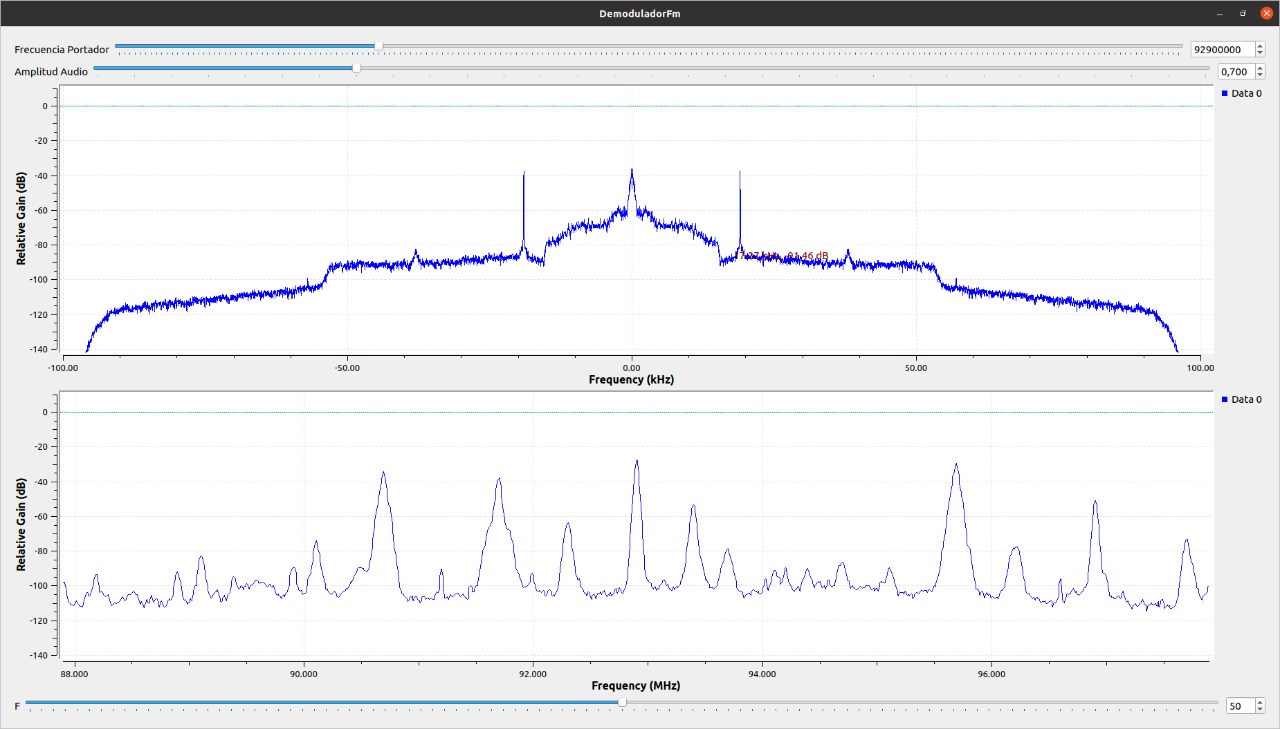 DemoduladorFm
Frecuencia Portador
92900000
Amplitud Audio
0,700
Data 0
0
-20
-40
-60
-80
-100
-120
-140
Relative Gain (dB)
-81.46 dB
-100.00
-50.00
0.00
50.00
100.00
Frequency (kHz)
Data 0
0
-20
-40
-60
-80
-100
-120
-140
Relative Gain (dB)
88.000
90.000
92.000
94.000
96.000
Frequency (MHz)
F
50